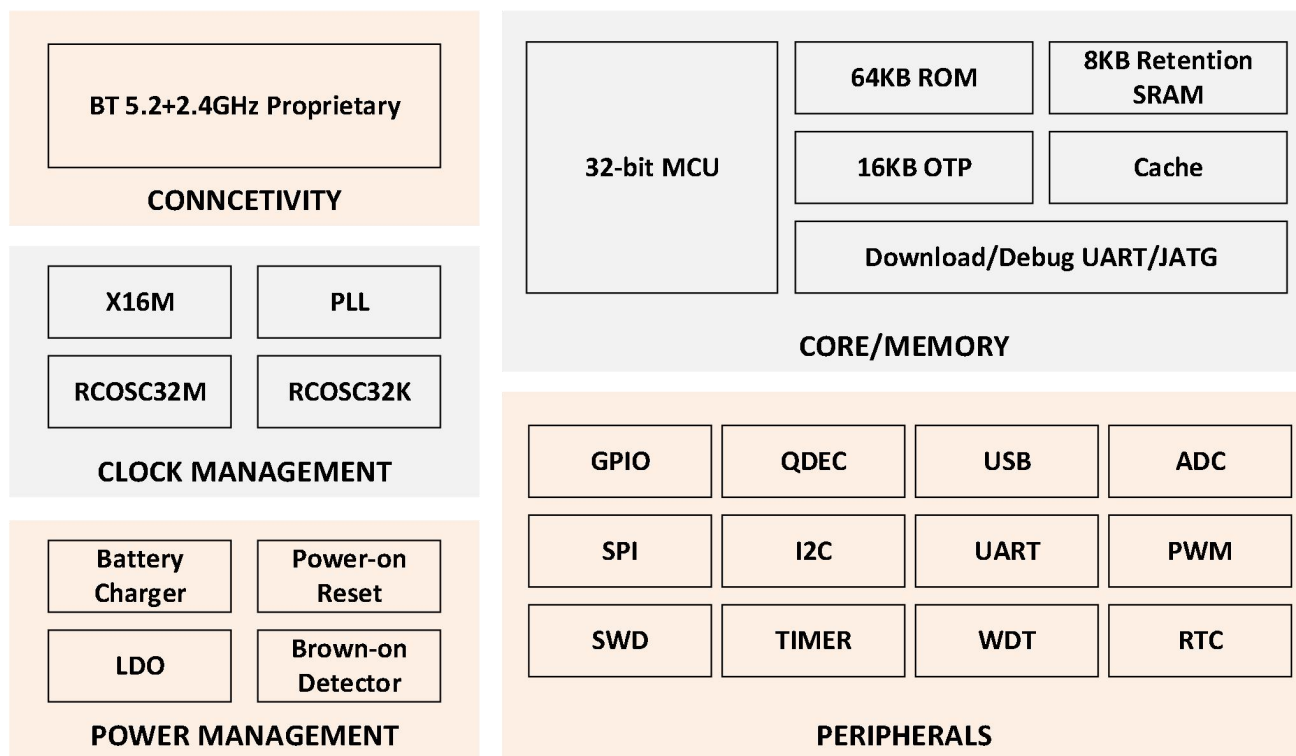 BT 5.2+2.4GHz Proprietary
CONNCETIVITY
X16M
PLL
RCOSC32M
RCOSC32K
CLOCK MANAGEMENT
Battery
Charger
Power-on
Reset
LDO
Brown-on
Detector
POWER MANAGEMENT
32-bit MCU
64KB ROM
8KB Retention
SRAM
16KB OTP
Cache
Download/Debug UART/JATG
CORE/MEMORY
GPIO
QDEC
USB
ADC
SPI
I2C
UART
PWM
SWD
TIMER
WDT
RTC
PERIPHERALS